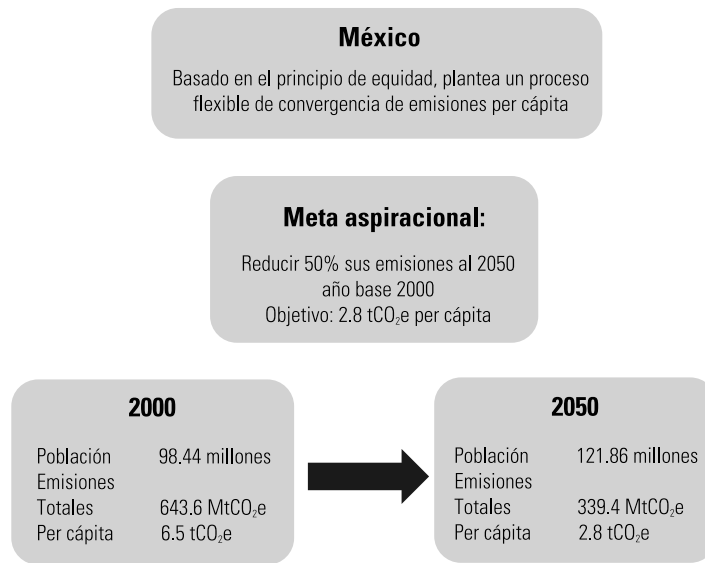 México
Basado en el principio de equidad, plantea un proceso
flexible de convergencia de emisiones per cápita
Meta aspiracional:
Reducir 50% sus emisiones al 2050
año base 2000
Objetivo: 2.8 tCO₂e per cápita
2000
Población 98.44 millones
Emisiones
Totales 643.6 MtCO₂e
Per cápita 6.5 tCO₂e
2050
Población 121.86 millones
Emisiones
Totales 339.4 MtCO₂e
Per cápita 2.8 tCO₂e